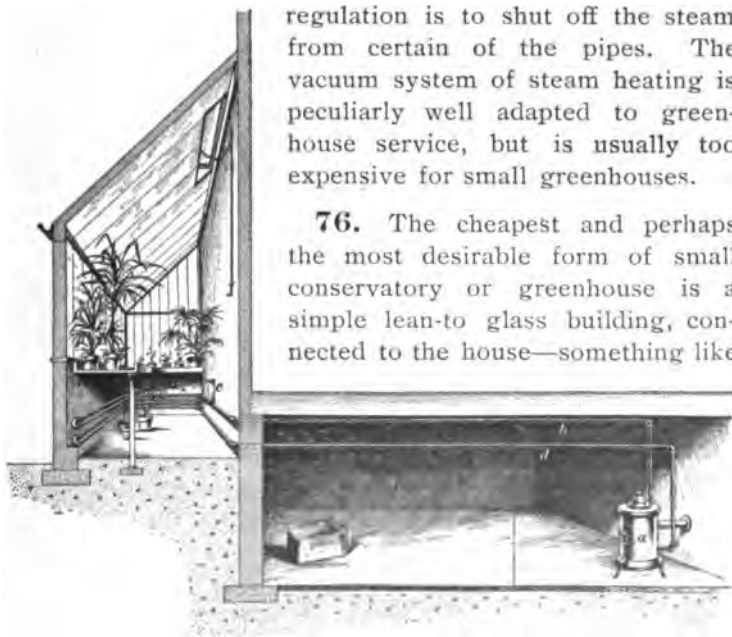 regulation is to shut off the steam
from certain of the pipes. The
vacuum system of steam heating is
peculiarly well adapted to green-
house service, but is usually too
expensive for small greenhouses.
76. The cheapest and perhaps
the most desirable form of small
conservatory or greenhouse is a
simple lean-to glass building, con-
nected to the house—something like
f
e
b
d
a